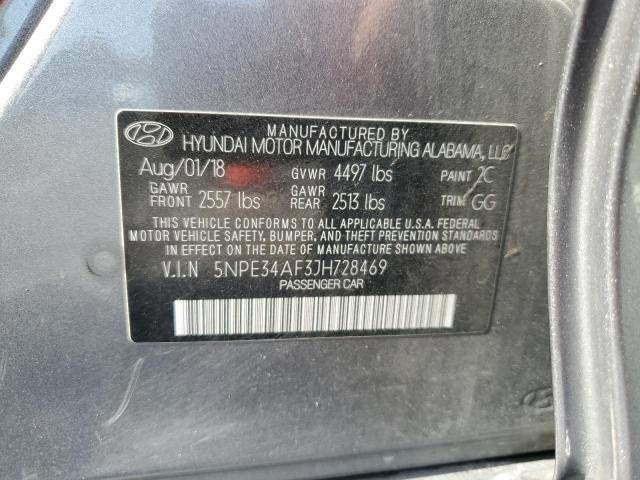 MANUFACTURED BY
HYUNDAI MOTOR MANUFACTURING ALABAMA, LLC
Aug/01/18 GVWR 4497 lbs PAINT 2C
GAWR FRONT 2557 lbs GAWR REAR 2513 lbs TRIM GG
THIS VEHICLE CONFORMS TO ALL APPLICABLE U.S.A. FEDERAL
MOTOR VEHICLE SAFETY, BUMPER, AND THEFT PREVENTION STANDARDS
IN EFFECT ON THE DATE OF MANUFACTURE SHOWN ABOVE.
V.I.N 5NPE34AF3JH728469
PASSENGER CAR